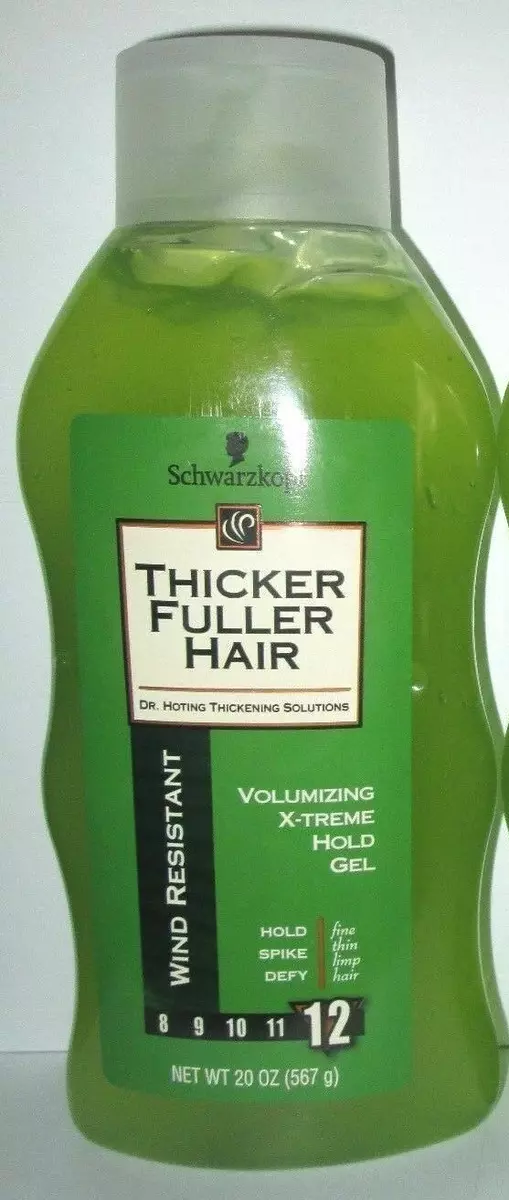 Schwarzkopf
THICKER
FULLER
HAIR
DR. HOTING THICKENING SOLUTIONS
WIND RESISTANT
VOLUMIZING
X-TREME
HOLD
GEL
HOLD
SPIKE
DEFY
fine
thin
limp
hair
8 9 10 11 12
NET WT 20 OZ (567 g)